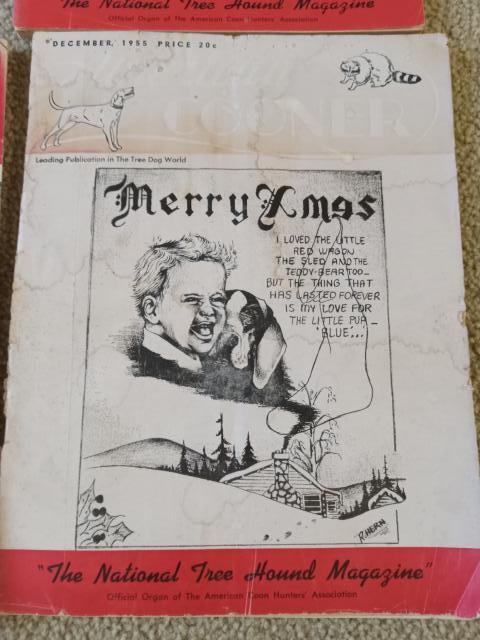 "The National Tree Hound Magazine"
Official Organ of The American Coon Hunters' Association
DECEMBER, 1955 PRICE 20c
COONER
Leading Publication in The Tree Dog World
Merry Xmas
I LOVED THE LITTLE
RED WAGON
THE SLED AND THE
TEDDY-BEAR TOO—
BUT THE THING THAT
HAS LASTED FOREVER
IS MY LOVE FOR
THE LITTLE PUP—
'BLUE'...
R.HERN
"The National Tree Hound Magazine"
Official Organ of The American Coon Hunters' Association